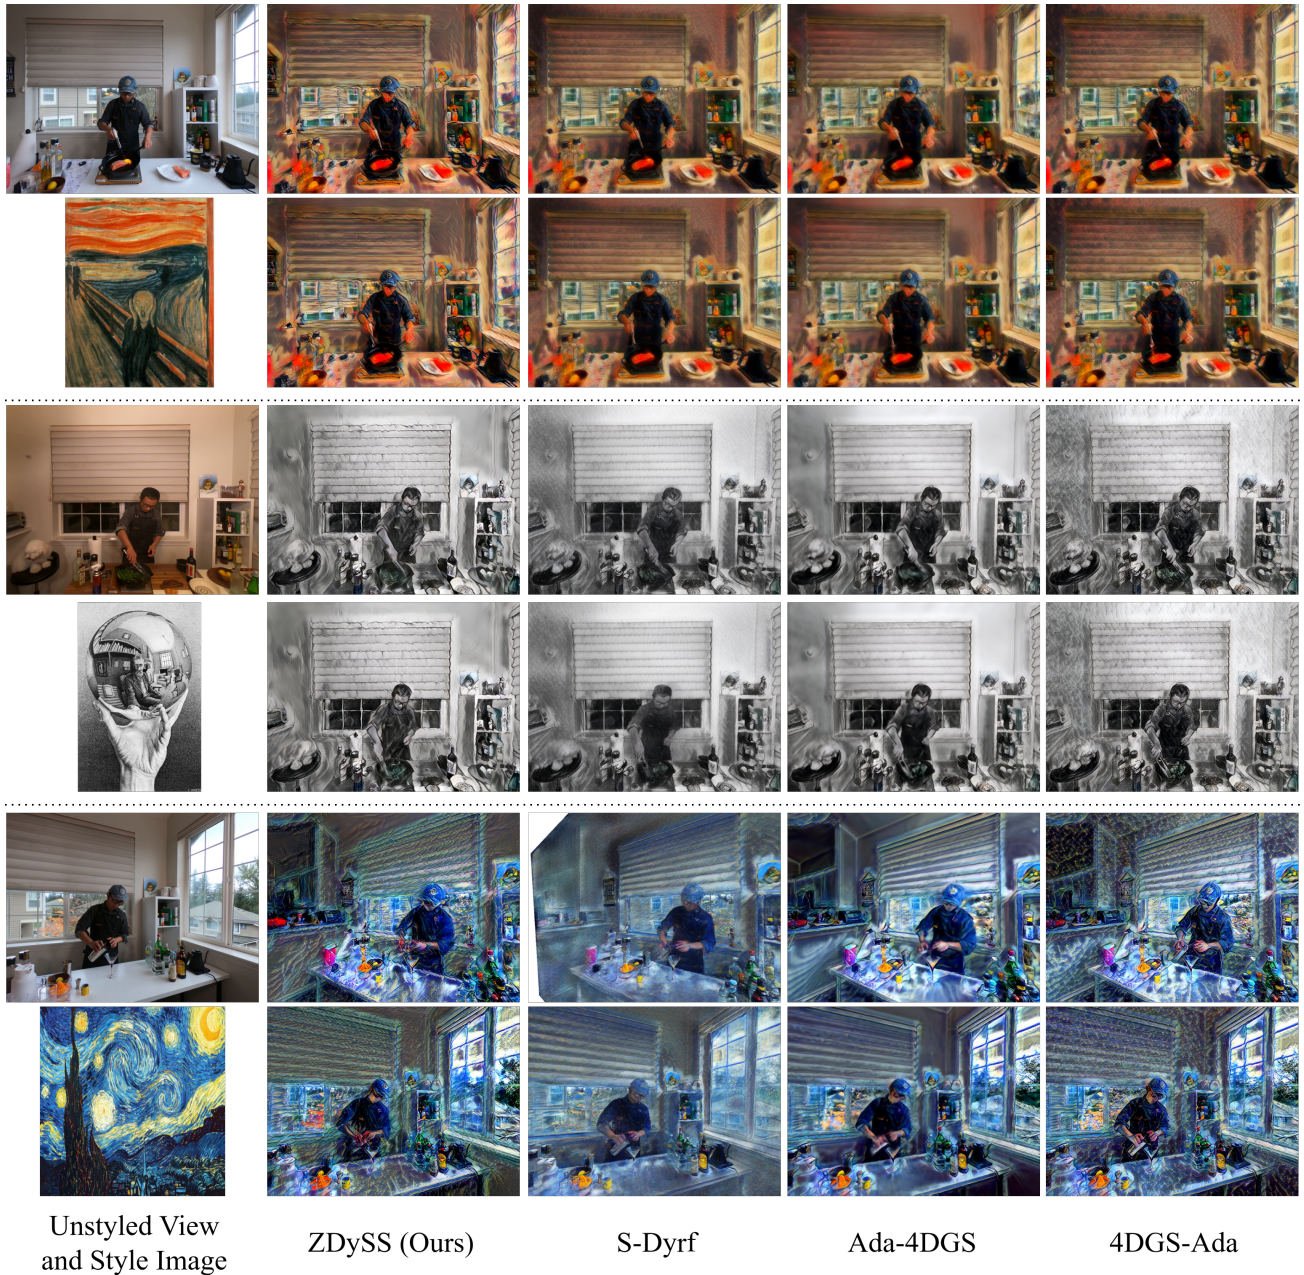 Unstyled View
and Style Image
ZDySS (Ours)
S-Dyrf
Ada-4DGS
4DGS-Ada